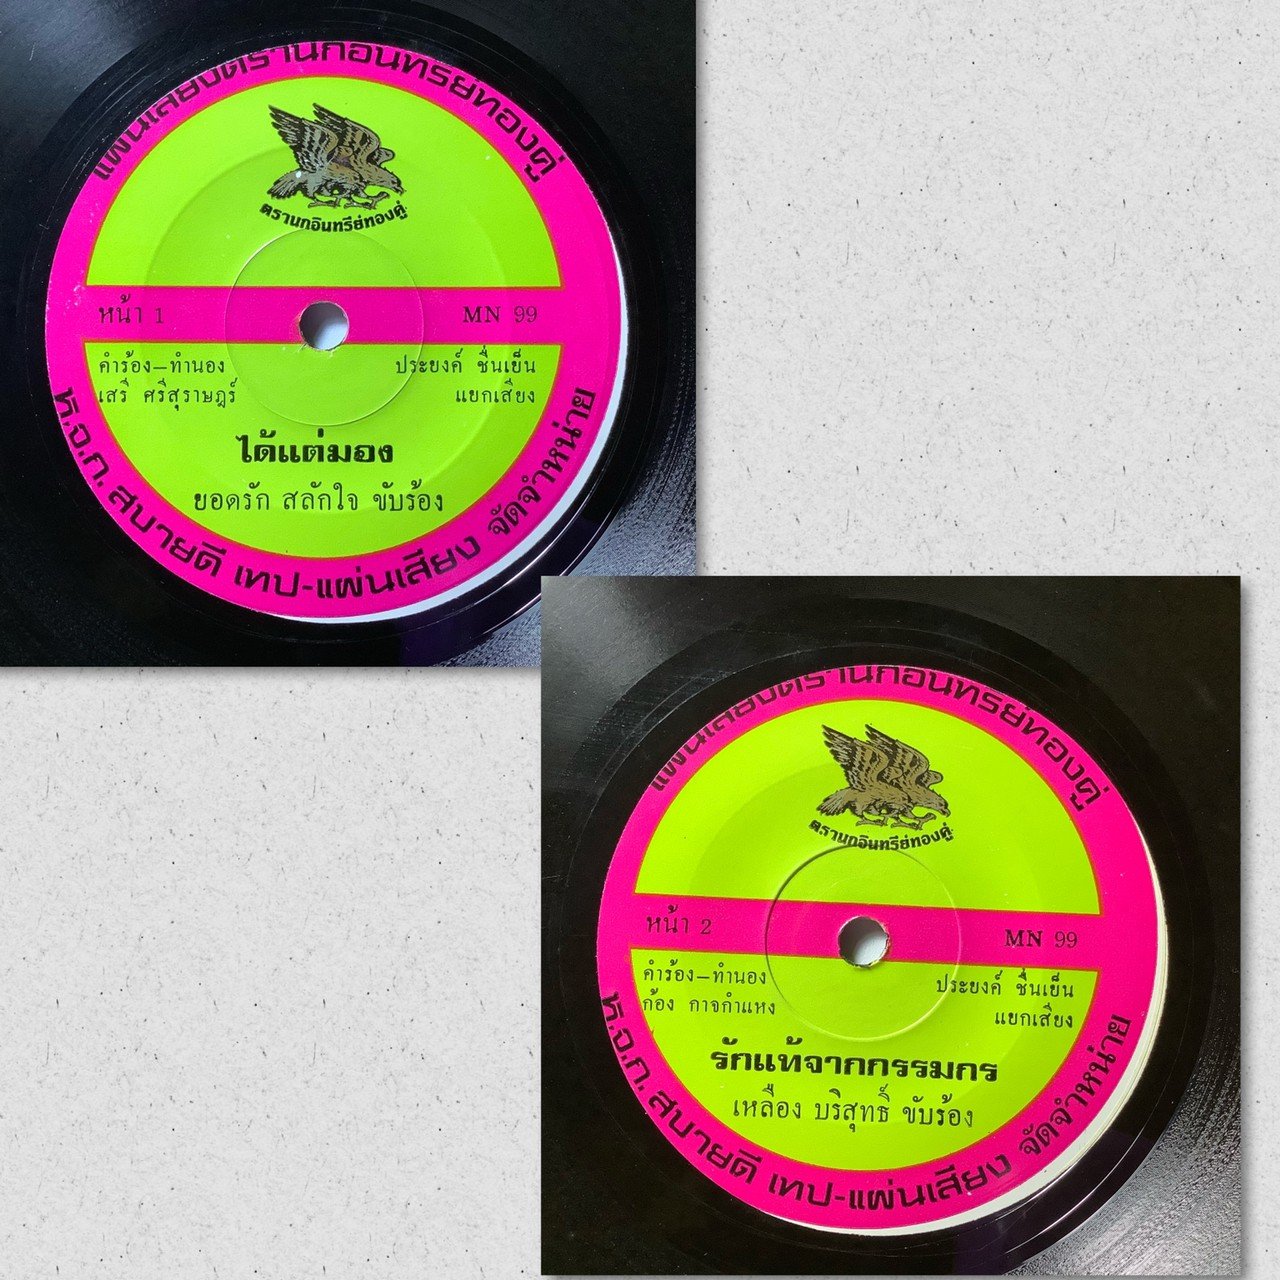 แผ่นเสียงตรานกอินทรีย์ทองคู่
ตรานกอินทรีย์ทองคู่
หน้า 1
MN 99
คำร้อง–ทำนอง
ประยงค์ ชื่นเย็น
เสรี ศรีสุราษฎร์
แยกเสียง
ได้แต่มอง
ยอดรัก สลักใจ ขับร้อง
ห.จ.ก. สบายดี เทป-แผ่นเสียง จัดจำหน่าย
แผ่นเสียงตรานกอินทรีย์ทองคู่
ตรานกอินทรีย์ทองคู่
หน้า 2
MN 99
คำร้อง–ทำนอง
ประยงค์ ชื่นเย็น
ก้อง กาจกำแหง
แยกเสียง
รักแท้จากกรรมกร
เหลือง บริสุทธิ์ ขับร้อง
ห.จ.ก. สบายดี เทป-แผ่นเสียง จัดจำหน่าย